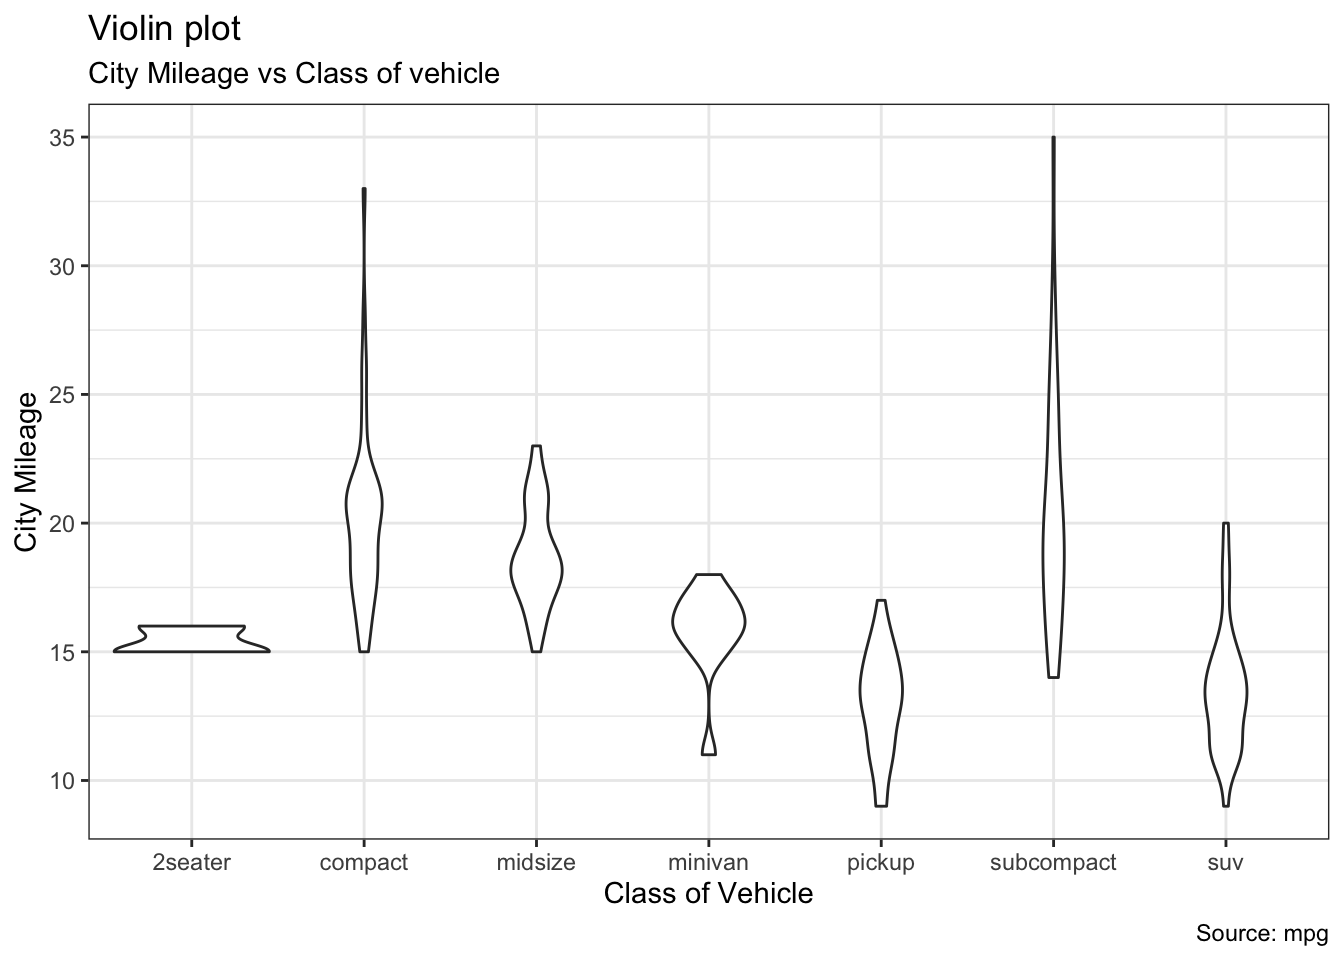 Violin plot
City Mileage vs Class of vehicle
City Mileage
35
30
25
20
15
10
2seater compact midsize minivan pickup subcompact suv
Class of Vehicle
Source: mpg